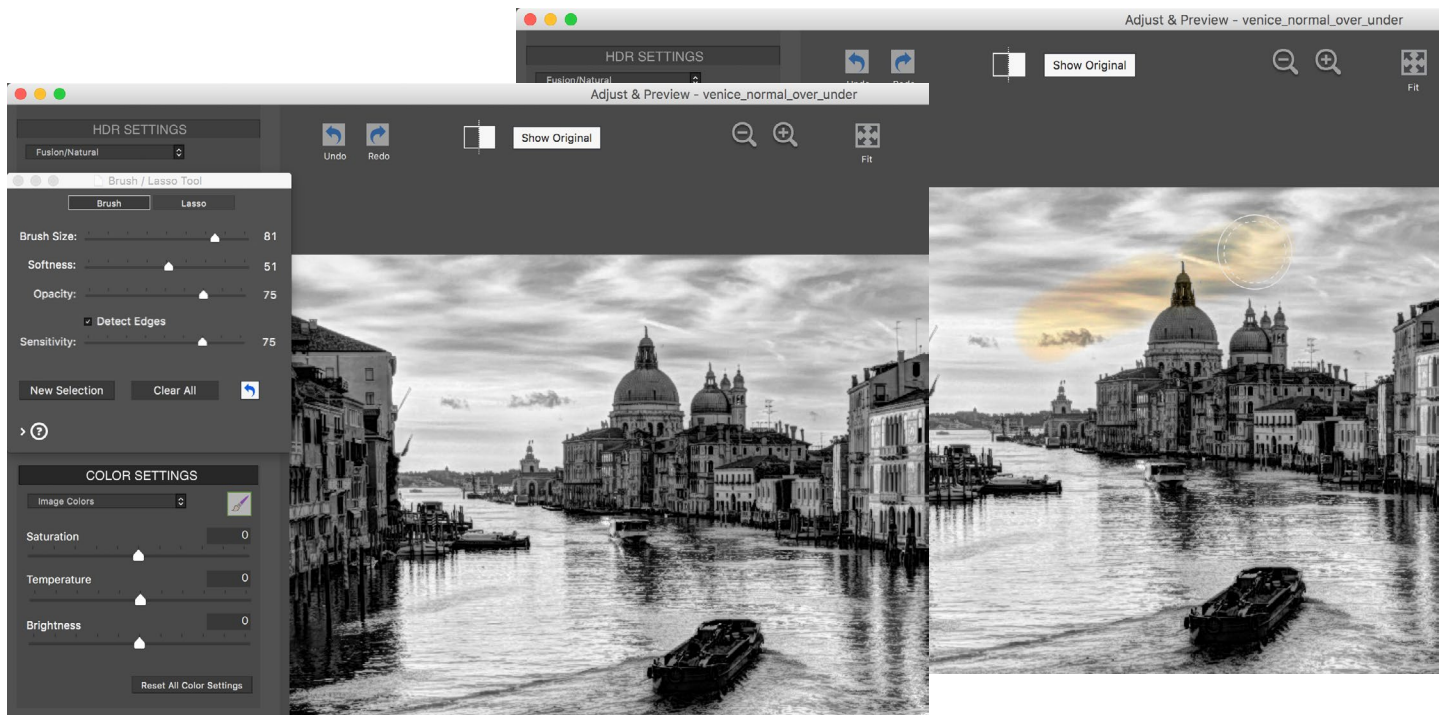 Adjust & Preview - venice_normal_over_under
HDR SETTINGS
Fusion/Natural
Undo Redo
Show Original
Fit
Adjust & Preview - venice_normal_over_under
HDR SETTINGS
Fusion/Natural
Undo Redo
Show Original
Fit
Brush / Lasso Tool
Brush Lasso
Brush Size: 81
Softness: 51
Opacity: 75
Detect Edges
Sensitivity: 75
New Selection Clear All
> ?
COLOR SETTINGS
Image Colors
Saturation 0
Temperature 0
Brightness 0
Reset All Color Settings